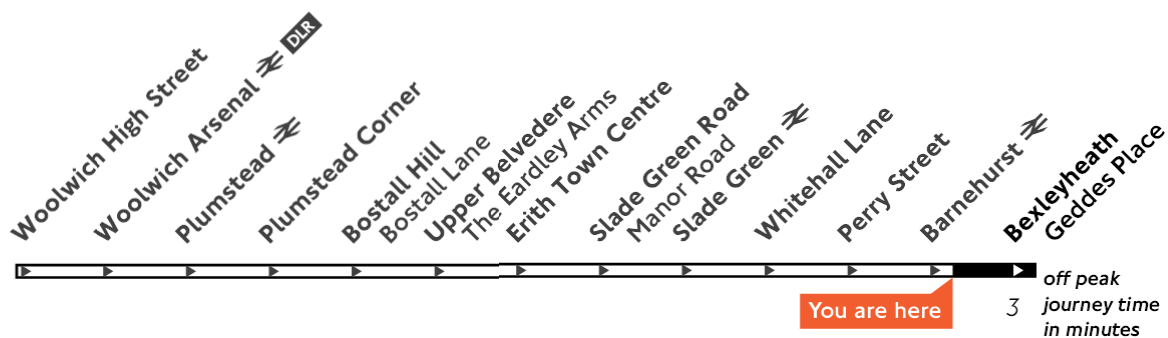 Woolwich High Street
Woolwich Arsenal DLR
Plumstead
Plumstead Corner
Bostall Hill
Bostall Lane
Upper Belvedere
The Eardley Arms
Erith Town Centre
Slade Green Road
Manor Road
Slade Green
Whitehall Lane
Perry Street
Barnehurst
Bexleyheath
Geddes Place
You are here
3
off peak
journey time
in minutes